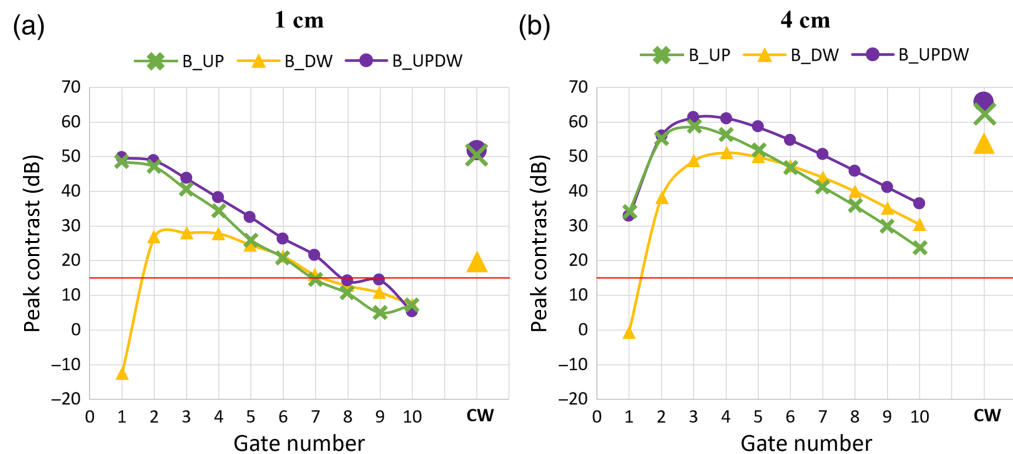 (a)
1 cm
B_UP B_DW B_UPDW
Peak contrast (dB)
70
60
50
40
30
20
10
0
–10
–20
0 1 2 3 4 5 6 7 8 9 10 CW
Gate number
(b)
4 cm
B_UP B_DW B_UPDW
Peak contrast (dB)
70
60
50
40
30
20
10
0
–10
–20
0 1 2 3 4 5 6 7 8 9 10 CW
Gate number